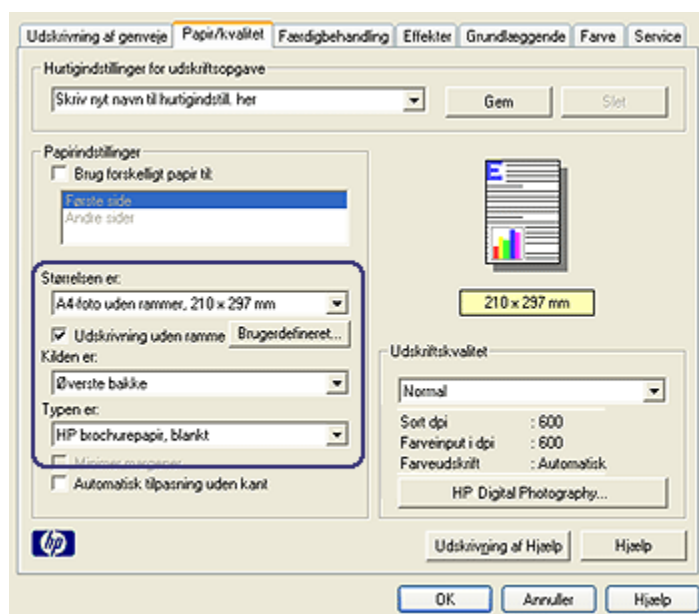 Udskrivning af genveje Papir/kvalitet Færdigbehandling Effekter Grundlæggende Farve Service
Hurtigindstillinger for udskriftsopgave
Skriv nyt navn til hurtigindstill. her Gem Slet
Papirindstillinger
Brug forskelligt papir til:
Første side
Andre sider
Størrelsen er:
A4-foto uden rammer, 210 x 297 mm
Udskrivning uden ramme Brugerdefineret...
Kilden er:
Øverste bakke
Typen er:
HP brochurepapir, blankt
Minimer margener
Automatisk tilpasning uden kant
E
210 x 297 mm
Udskriftskvalitet
Normal
Sort dpi : 600
Farveinput i dpi : 600
Farveudskrift : Automatisk
HP Digital Photography...
hp
Udskrivning af Hjælp Hjælp
OK Annuller Hjælp